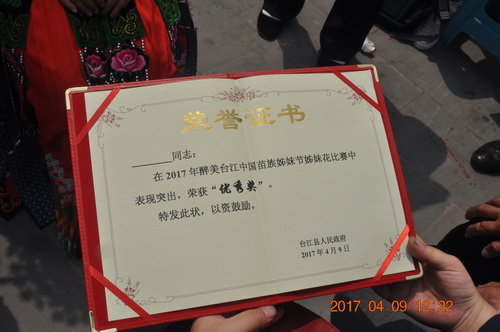 荣誉证书
同志：
在2017年醉美台江中国苗族姊妹节姊妹花比赛中
表现突出，荣获“优秀奖”。
特发此状，以资鼓励。
台江县人民政府
2017年4月9日
2017 04 09 12:22